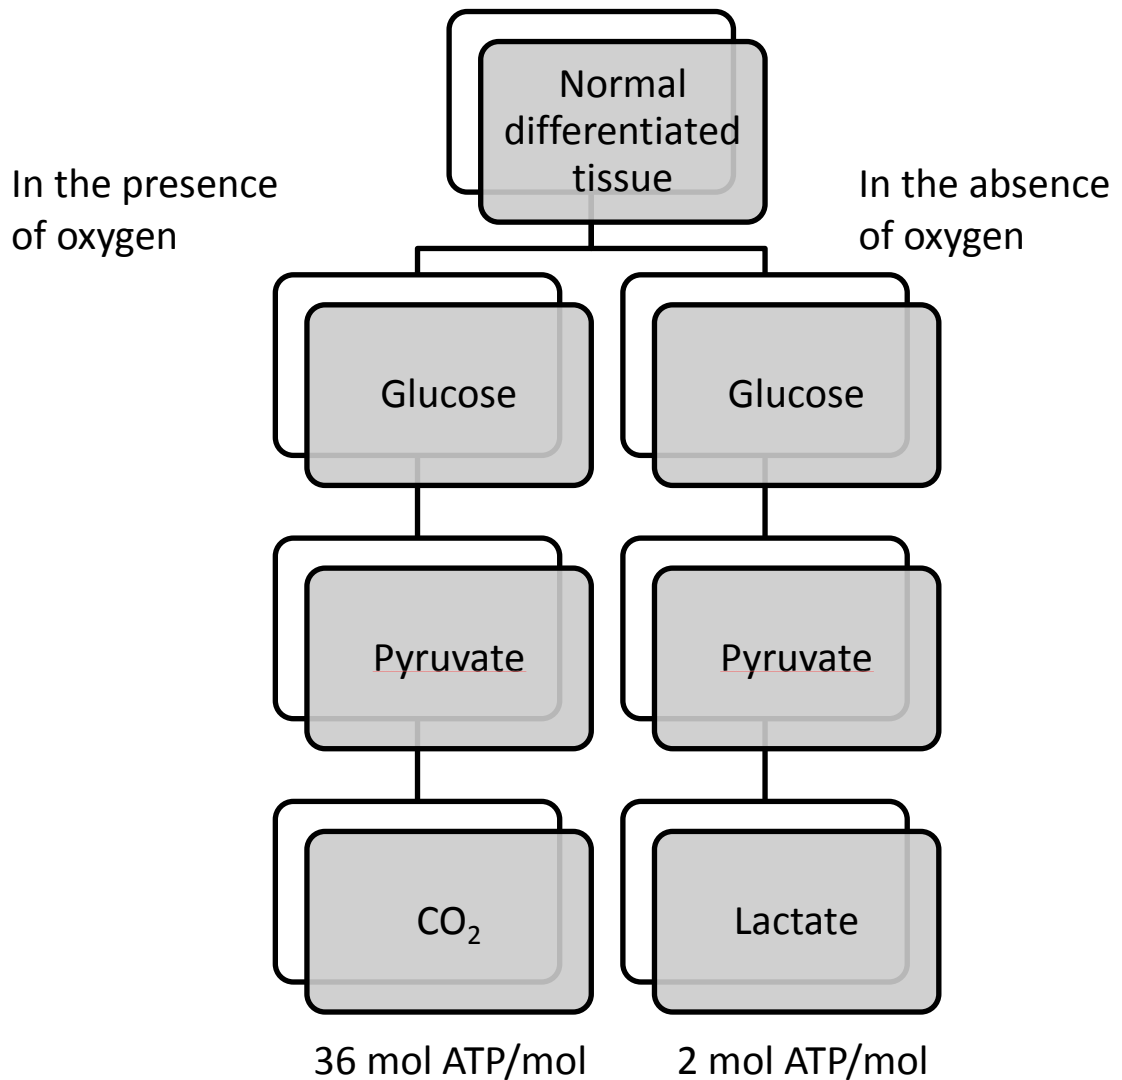 Normal
differentiated
tissue
In the presence
of oxygen
In the absence
of oxygen
Glucose
Glucose
Pyruvate
Pyruvate
CO₂
Lactate
36 mol ATP/mol
2 mol ATP/mol